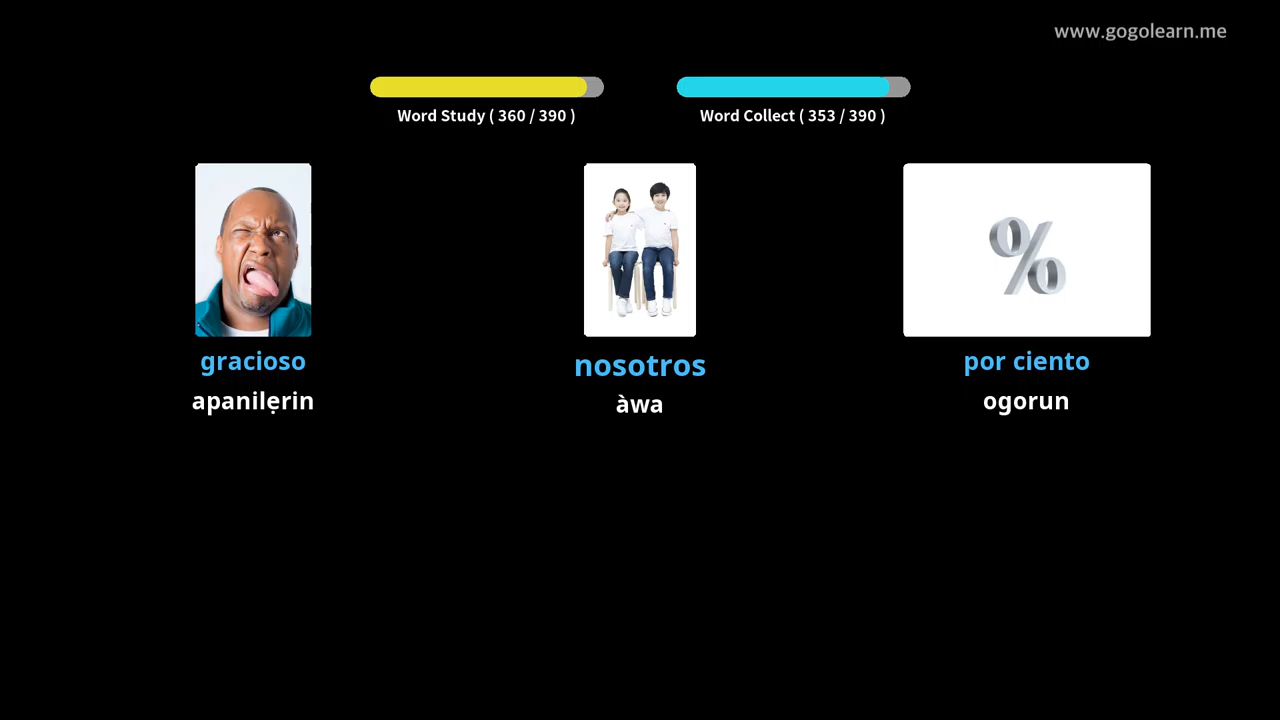 www.gogolearn.me
Word Study ( 360 / 390 )
Word Collect ( 353 / 390 )
gracioso
nosotros
por ciento
apanilẹrin
àwa
ogorun